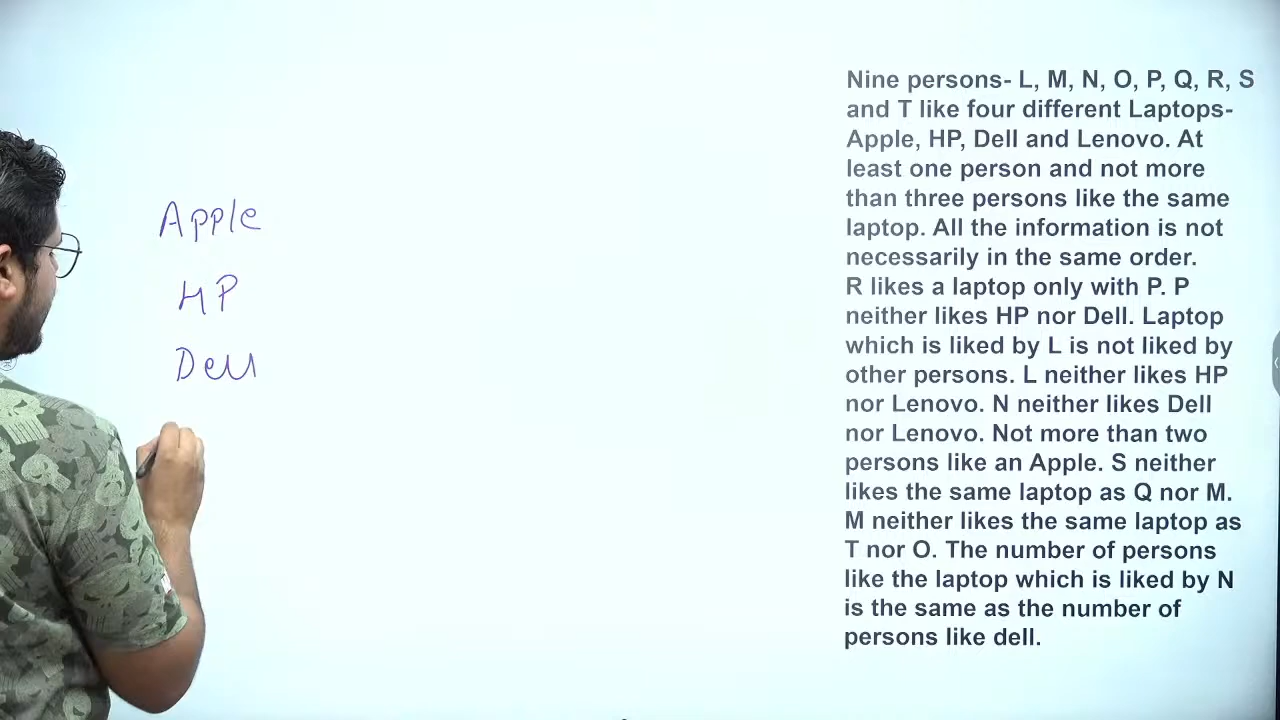 Apple
HP
Dell
Nine persons- L, M, N, O, P, Q, R, S
and T like four different Laptops-
Apple, HP, Dell and Lenovo. At
least one person and not more
than three persons like the same
laptop. All the information is not
necessarily in the same order.
R likes a laptop only with P. P
neither likes HP nor Dell. Laptop
which is liked by L is not liked by
other persons. L neither likes HP
nor Lenovo. N neither likes Dell
nor Lenovo. Not more than two
persons like an Apple. S neither
likes the same laptop as Q nor M.
M neither likes the same laptop as
T nor O. The number of persons
like the laptop which is liked by N
is the same as the number of
persons like dell.